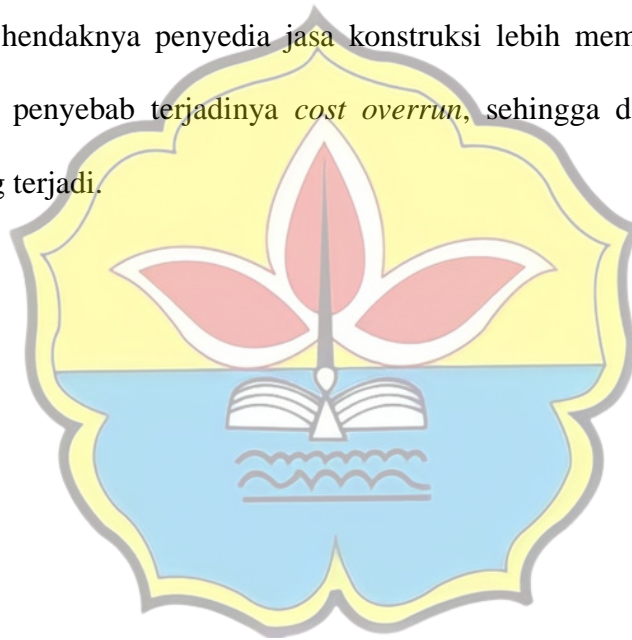 hendaknya penyedia jasa konstruksi lebih mem
penyebab terjadinya cost overrun, sehingga d
terjadi.